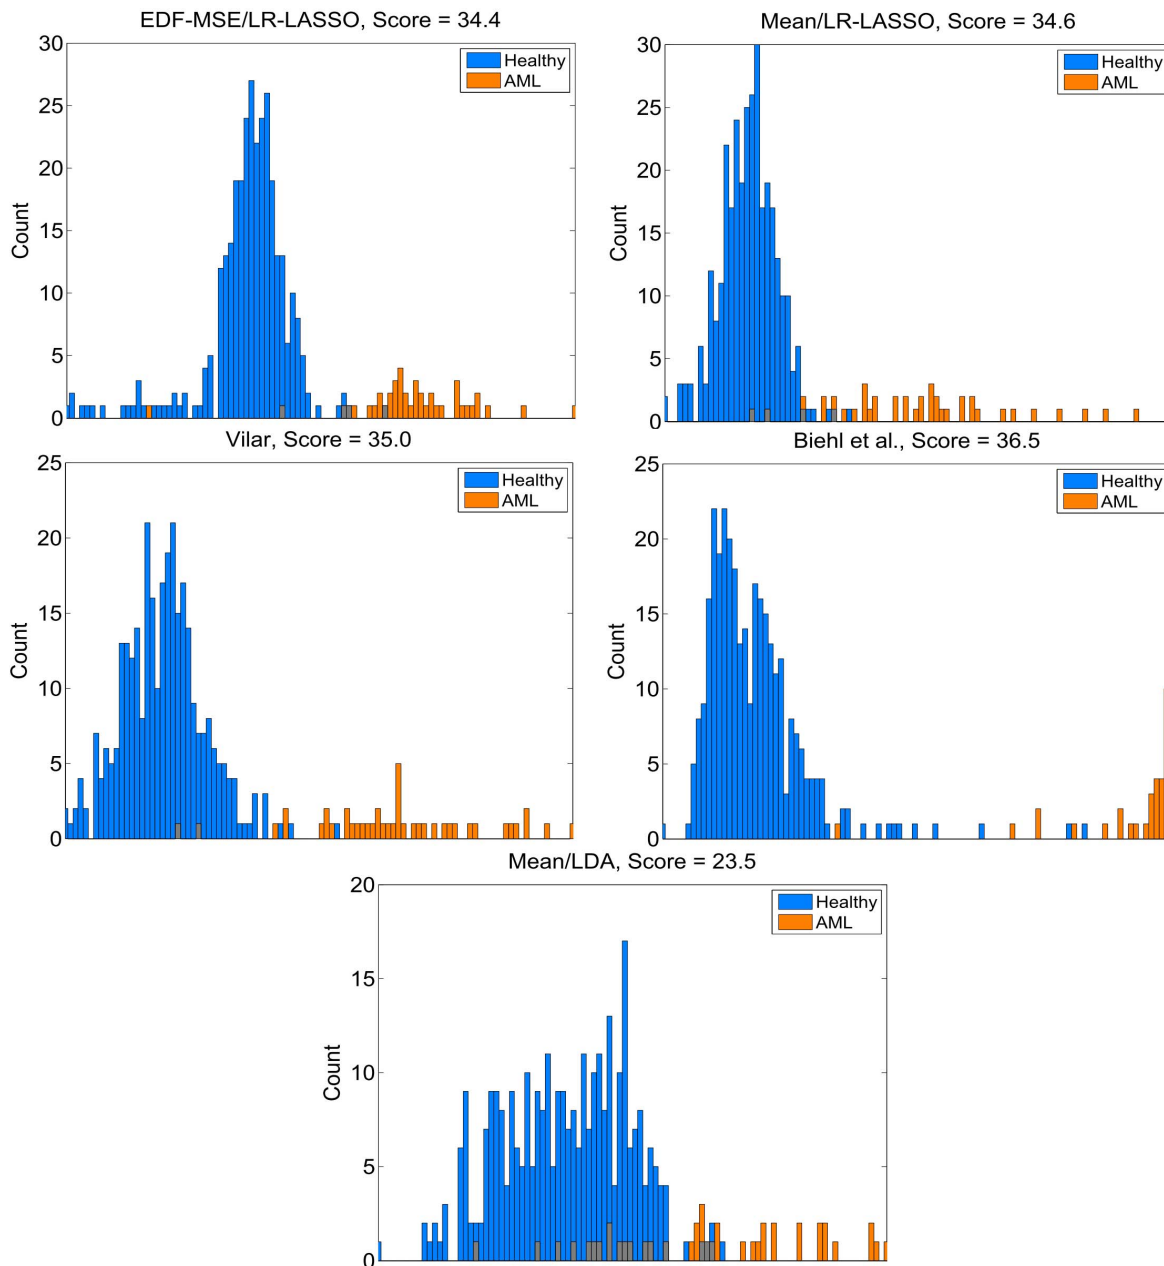 EDF-MSE/LR-LASSO, Score = 34.4
30
25
20
15
10
5
0
Count
Healthy
AML
Mean/LR-LASSO, Score = 34.6
30
25
20
15
10
5
0
Count
Healthy
AML
Vilar, Score = 35.0
25
20
15
10
5
0
Count
Healthy
AML
Biehl et al., Score = 36.5
25
20
15
10
5
0
Count
Healthy
AML
Mean/LDA, Score = 23.5
20
15
10
5
0
Count
Healthy
AML